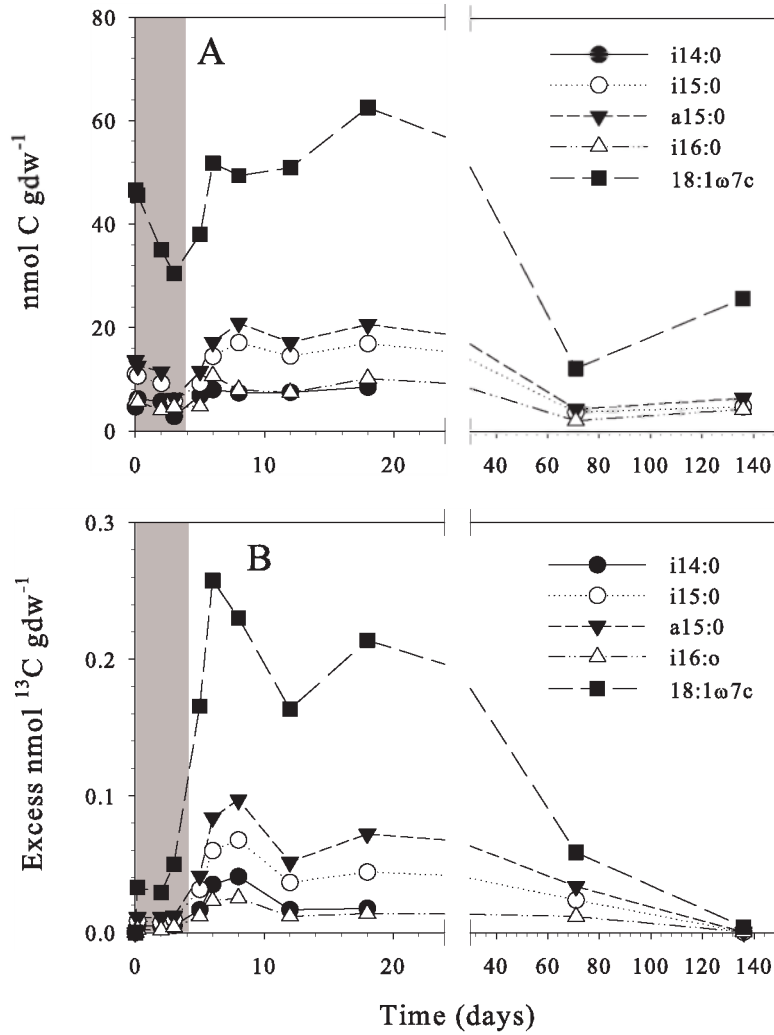 80
60
40
20
0
nmol C gdw⁻¹
A
i14:0
i15:0
a15:0
i16:0
18:1ω7c
0 10 20 40 60 80 100 120 140
0.3
0.2
0.1
0.0
Excess nmol ¹³C gdw⁻¹
B
i14:0
i15:0
a15:0
i16:o
18:1ω7c
0 10 20 40 60 80 100 120 140
Time (days)